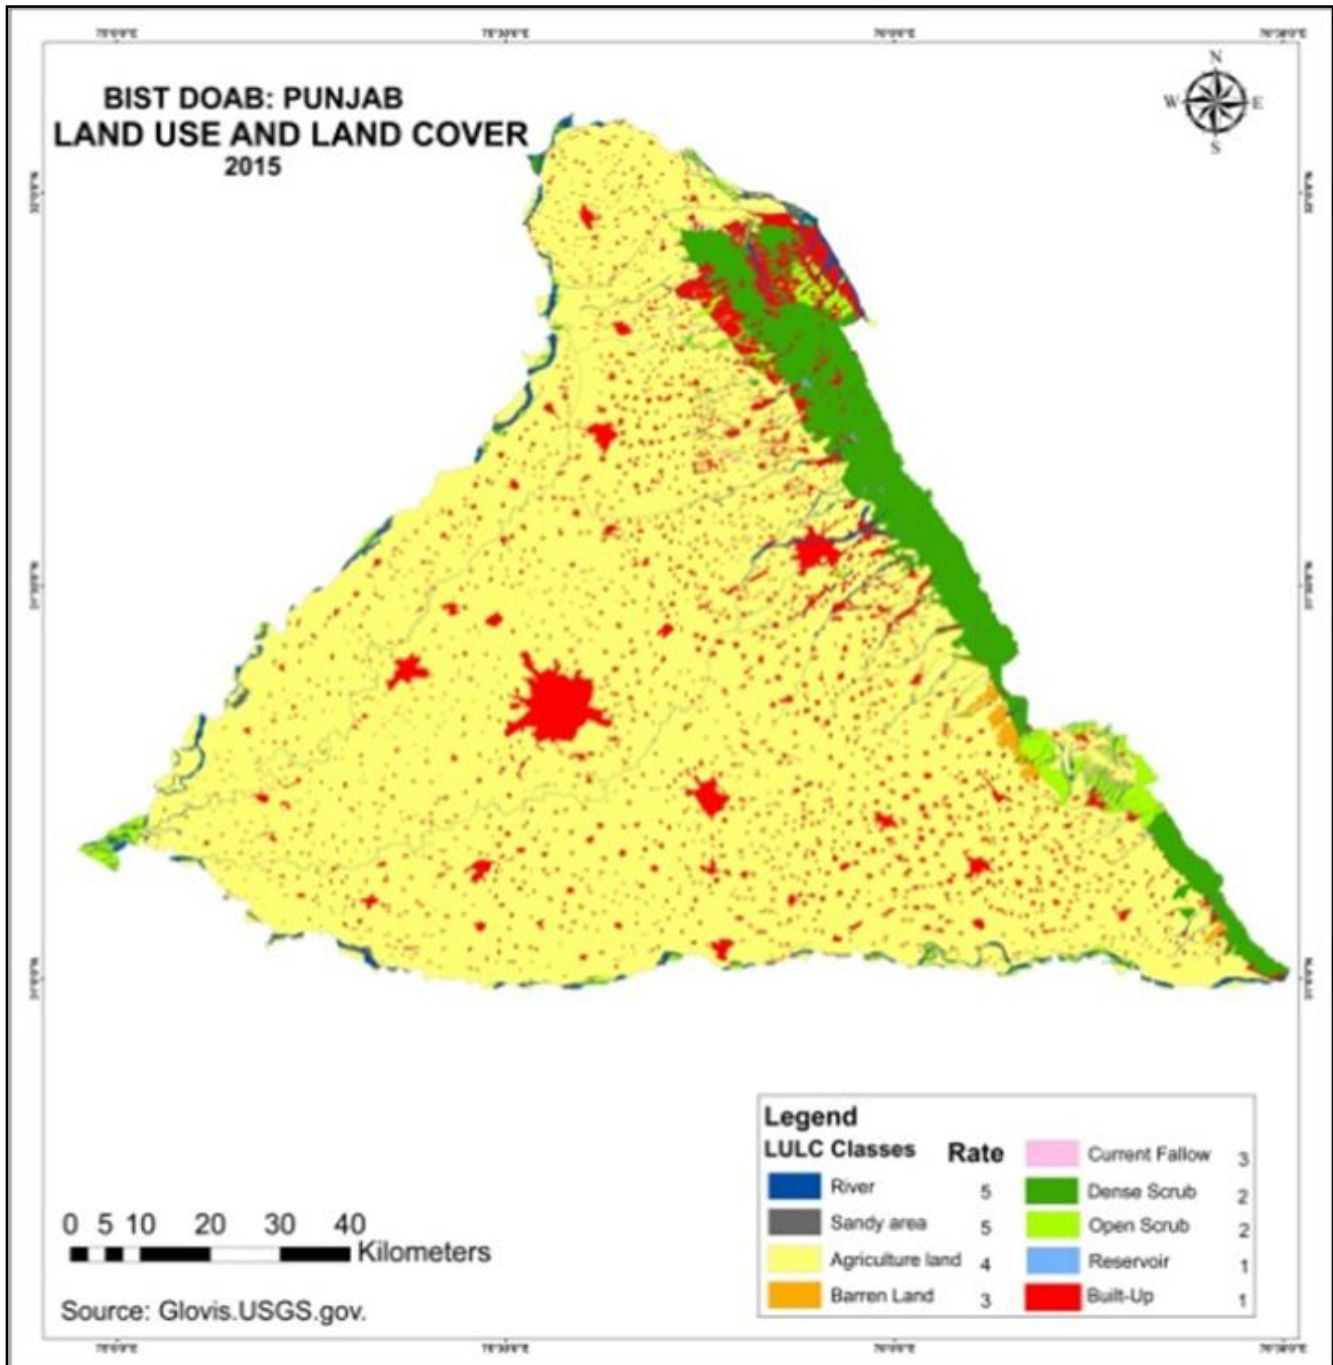 N
W E
S
BIST DOAB: PUNJAB
LAND USE AND LAND COVER
2015
Legend
LULC Classes Rate
River 5
Sandy area 5
Agriculture land 4
Barren Land 3
Current Fallow 3
Dense Scrub 2
Open Scrub 2
Reservoir 1
Built-Up 1
0 5 10 20 30 40
Kilometers
Source: Glovis.USGS.gov.